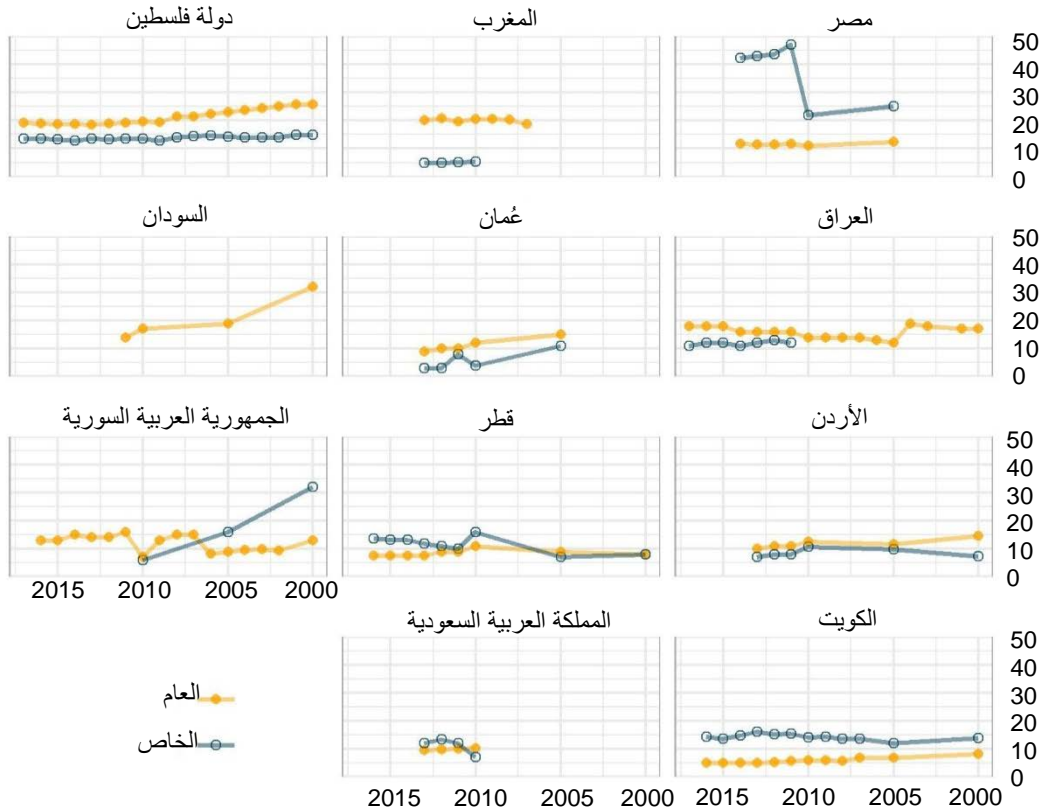 مصر
المغرب
دولة فلسطين
50
40
30
20
10
0
العراق
عُمان
السودان
50
40
30
20
10
0
الأردن
قطر
الجمهورية العربية السورية
50
40
30
20
10
0
2015 2010 2005 2000
الكويت
المملكة العربية السعودية
50
40
30
20
10
0
العام
الخاص
2015 2010 2005 2000
2015 2010 2005 2000